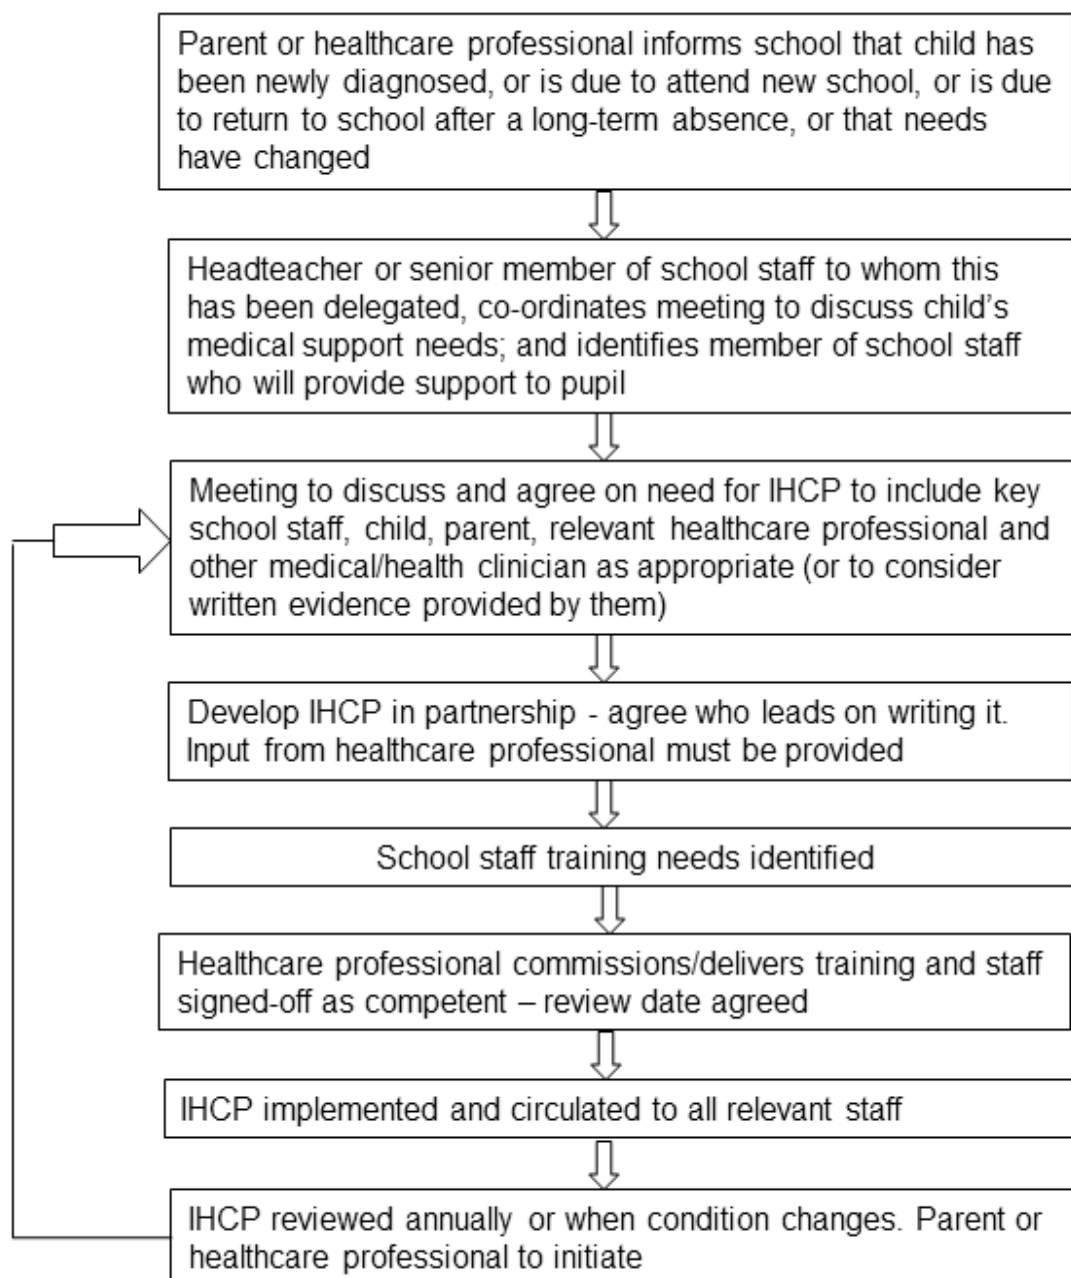 Parent or healthcare professional informs school that child has
been newly diagnosed, or is due to attend new school, or is due
to return to school after a long-term absence, or that needs
have changed
Headteacher or senior member of school staff to whom this
has been delegated, co-ordinates meeting to discuss child's
medical support needs; and identifies member of school staff
who will provide support to pupil
Meeting to discuss and agree on need for IHCP to include key
school staff, child, parent, relevant healthcare professional and
other medical/health clinician as appropriate (or to consider
written evidence provided by them)
Develop IHCP in partnership - agree who leads on writing it.
Input from healthcare professional must be provided
School staff training needs identified
Healthcare professional commissions/delivers training and staff
signed-off as competent – review date agreed
IHCP implemented and circulated to all relevant staff
IHCP reviewed annually or when condition changes. Parent or
healthcare professional to initiate